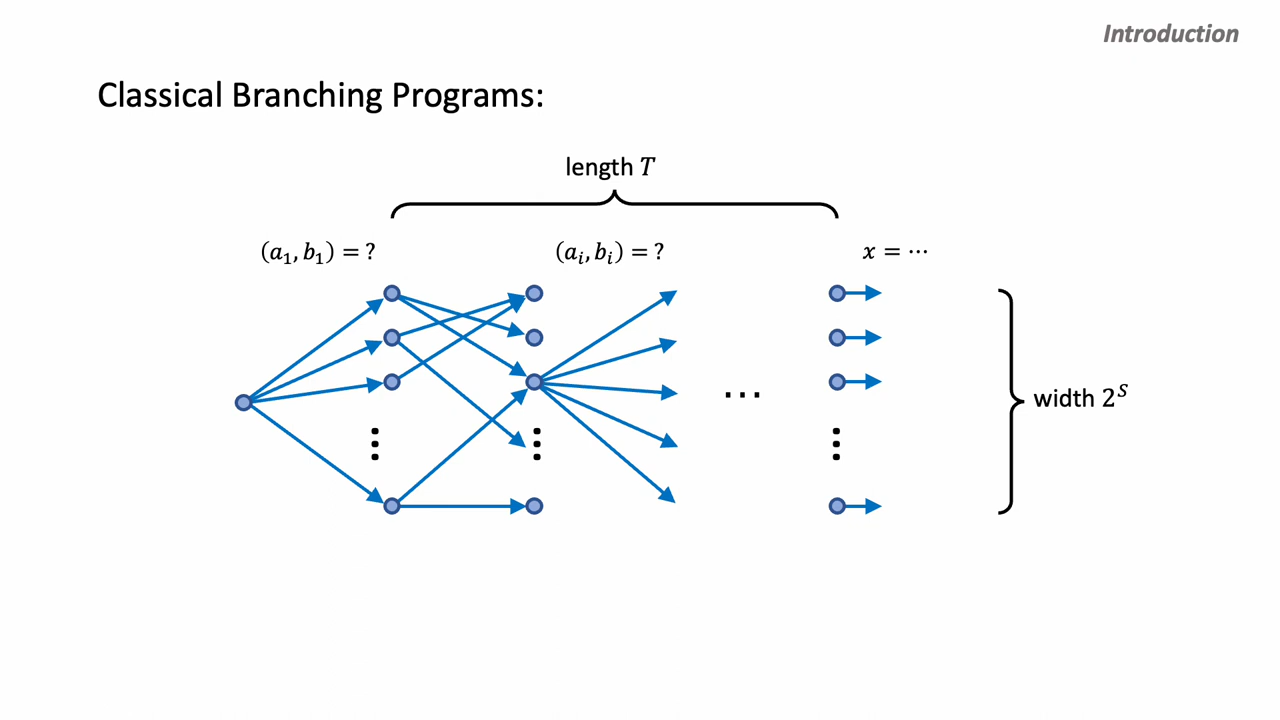 Introduction
Classical Branching Programs:
length 𝑇
(𝑎₁, 𝑏₁) = ?
(𝑎ᵢ, 𝑏ᵢ) = ?
𝑥 = ⋯
...
width 2ˢ